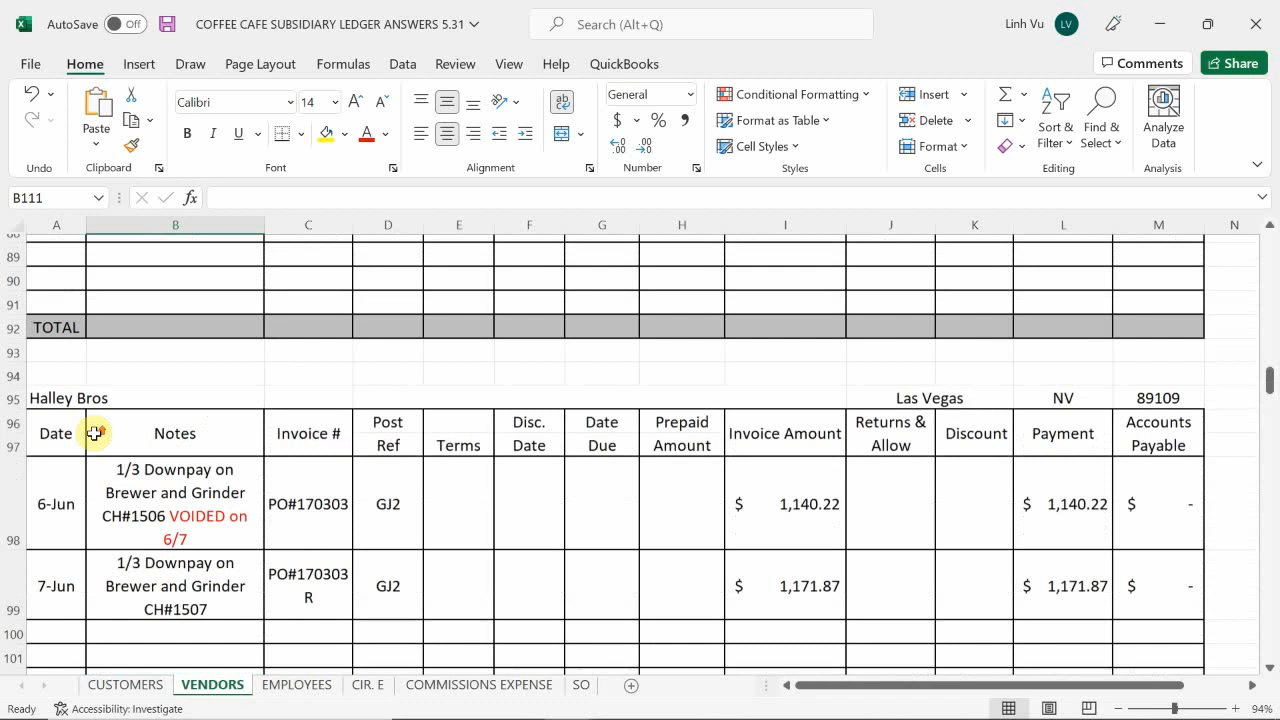 AutoSave Off COFFEE CAFE SUBSIDIARY LEDGER ANSWERS 5.31 Search (Alt+Q) Linh Vu LV
File Home Insert Draw Page Layout Formulas Data Review View Help QuickBooks Comments Share
Calibri 14 General Conditional Formatting Insert
Paste B I U $ % Format as Table Delete Sort & Filter Find & Select Analyze Data
Cell Styles Format
Undo Clipboard Font Alignment Number Styles Cells Editing Analysis
B111 fx
A B C D E F G H I J K L M N
88
89
90
91
92 TOTAL
93
94
95 Halley Bros Las Vegas NV 89109
96 Date Notes Invoice # Post Ref Terms Disc. Date Date Due Prepaid Amount Invoice Amount Returns & Allow Discount Payment Accounts Payable
97
98 6-Jun 1/3 Downpay on Brewer and Grinder CH#1506 VOIDED on 6/7 PO#170303 GJ2 $ 1,140.22 $ 1,140.22 $ -
99 7-Jun 1/3 Downpay on Brewer and Grinder CH#1507 PO#170303 R GJ2 $ 1,171.87 $ 1,171.87 $ -
100
101
CUSTOMERS VENDORS EMPLOYEES CIR. E COMMISSIONS EXPENSE SO
Ready Accessibility: Investigate 94%